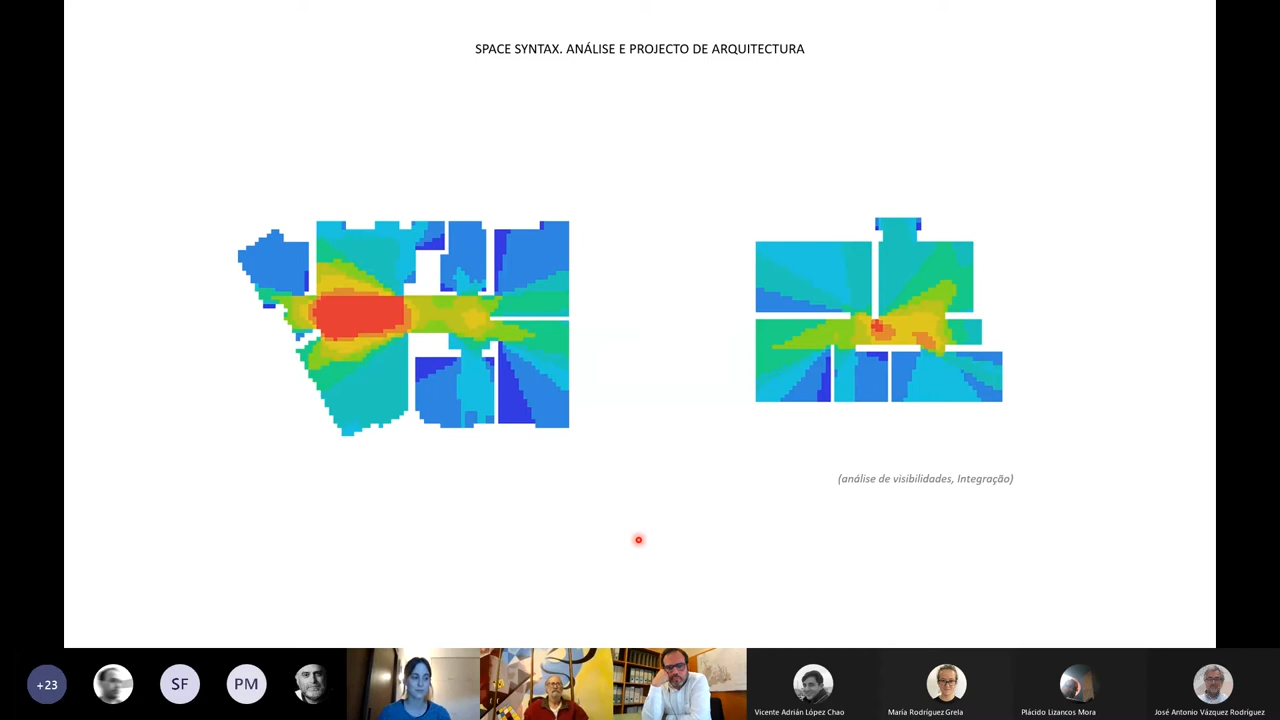 SPACE SYNTAX. ANÁLISE E PROJECTO DE ARQUITECTURA
(análise de visibilidades, Integração)
+23
SF
PM
Vicente Adrián López Chao
María Rodríguez Grela
Plácido Lizancos Mora
José Antonio Vázquez Rodríguez